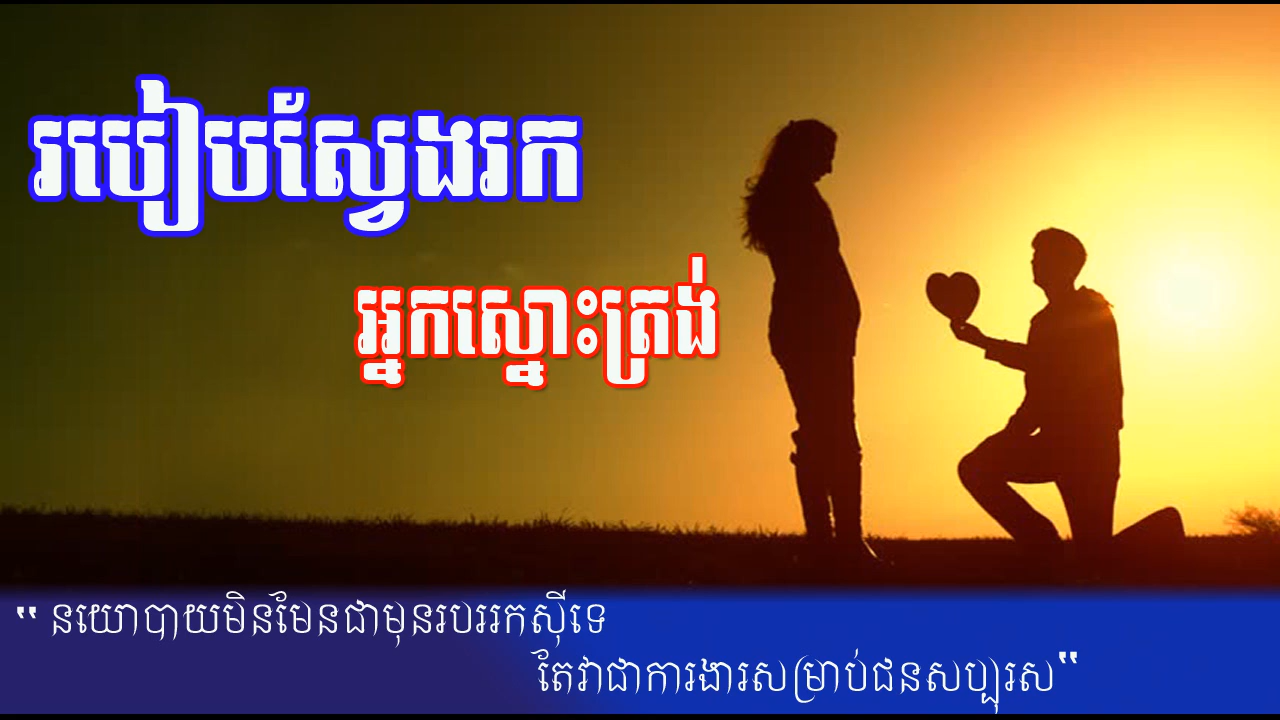 របៀបស្វែងរក
អ្នកស្មោះត្រង់
“ នយោបាយមិនមែនជាមុនរបររកស៊ីទេ
តែវាជាការងារសម្រាប់ជនសប្បុរស“